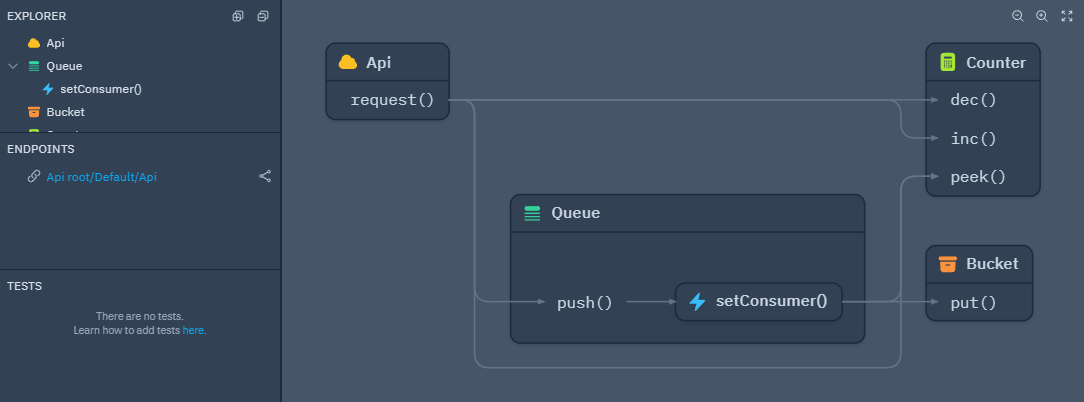 EXPLORER
Api
Queue
setConsumer()
Bucket
ENDPOINTS
Api root/Default/Api
TESTS
There are no tests.
Learn how to add tests here.
Api
request()
Counter
dec()
inc()
peek()
Queue
push()
setConsumer()
Bucket
put()